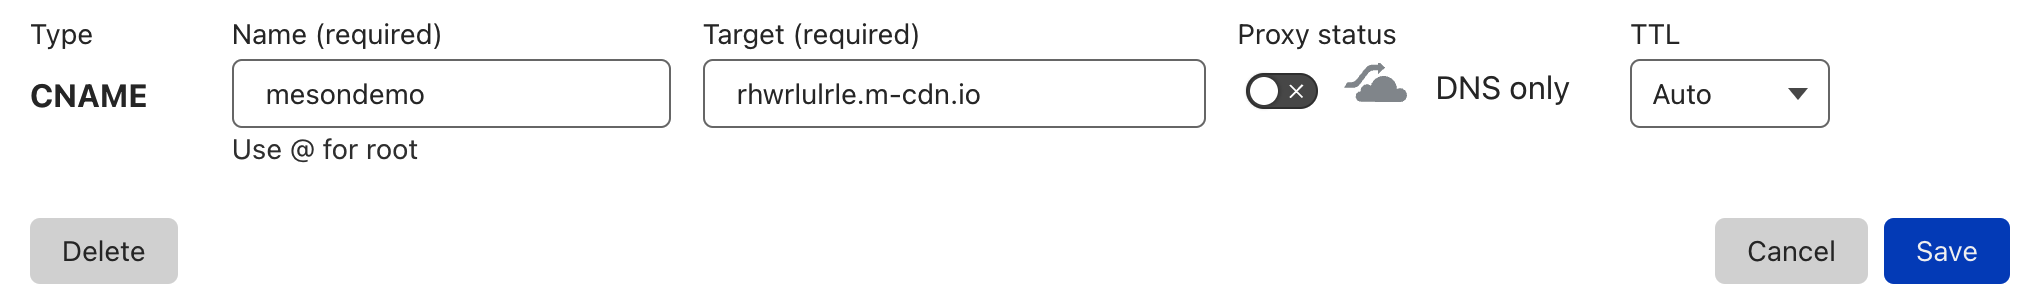 Type Name (required) Target (required) Proxy status TTL
CNAME mesondemo rhwrlulrle.m-cdn.io DNS only Auto
Use @ for root
Delete Cancel Save